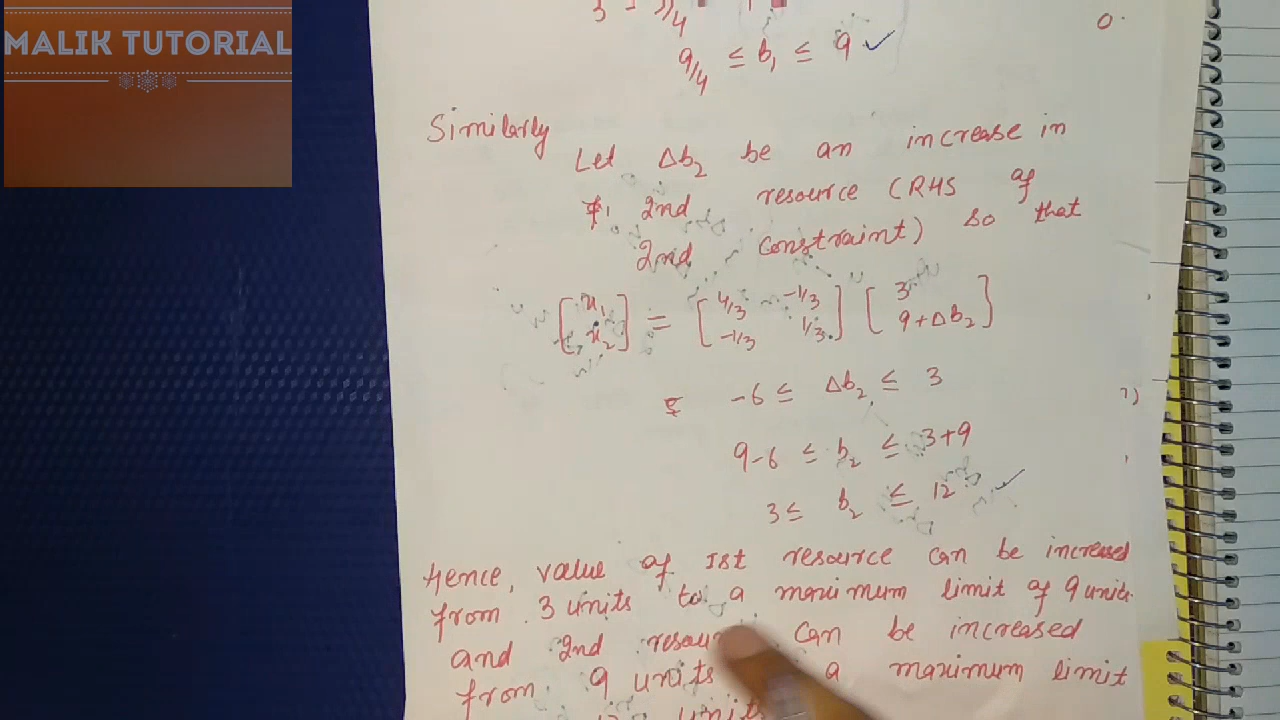 MALIK TUTORIAL
9/4 ≤ b₁ ≤ 9 ✓
Similarly
Let Δb₂ be an increase in
2nd resource (RHS of
2nd constraint) so that
[x₁ x₂] = [4/3 -1/3 -1/3 1/3] [3 9+Δb₂]
-6 ≤ Δb₂ ≤ 3
9-6 ≤ b₂ ≤ 3+9
3 ≤ b₂ ≤ 12 ✓
Hence, value of Ist resource can be increased
from 3 units to a maximum limit of 9 units
and 2nd can be increased
from 9 units a maximum limit
units